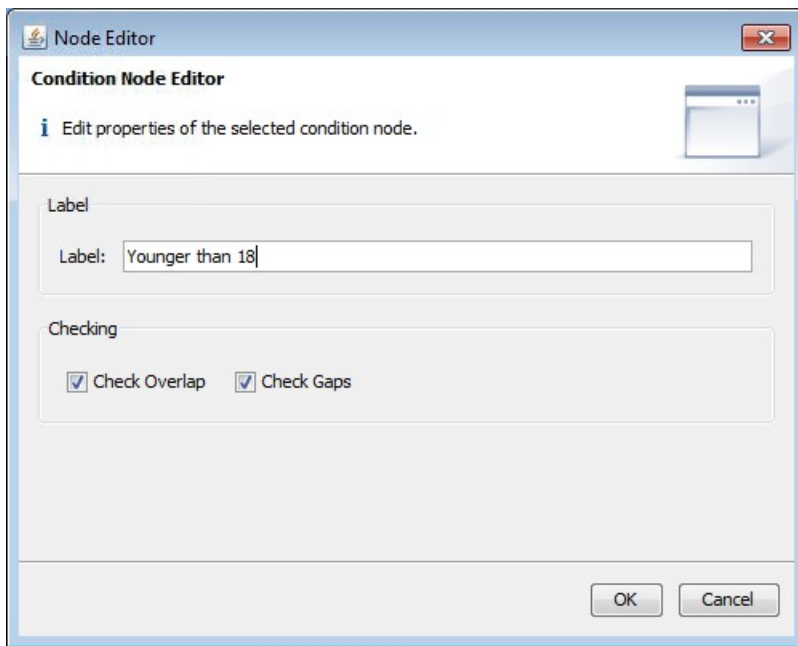 Node Editor
Condition Node Editor
i Edit properties of the selected condition node.
Label
Label: Younger than 18
Checking
Check Overlap Check Gaps
OK Cancel